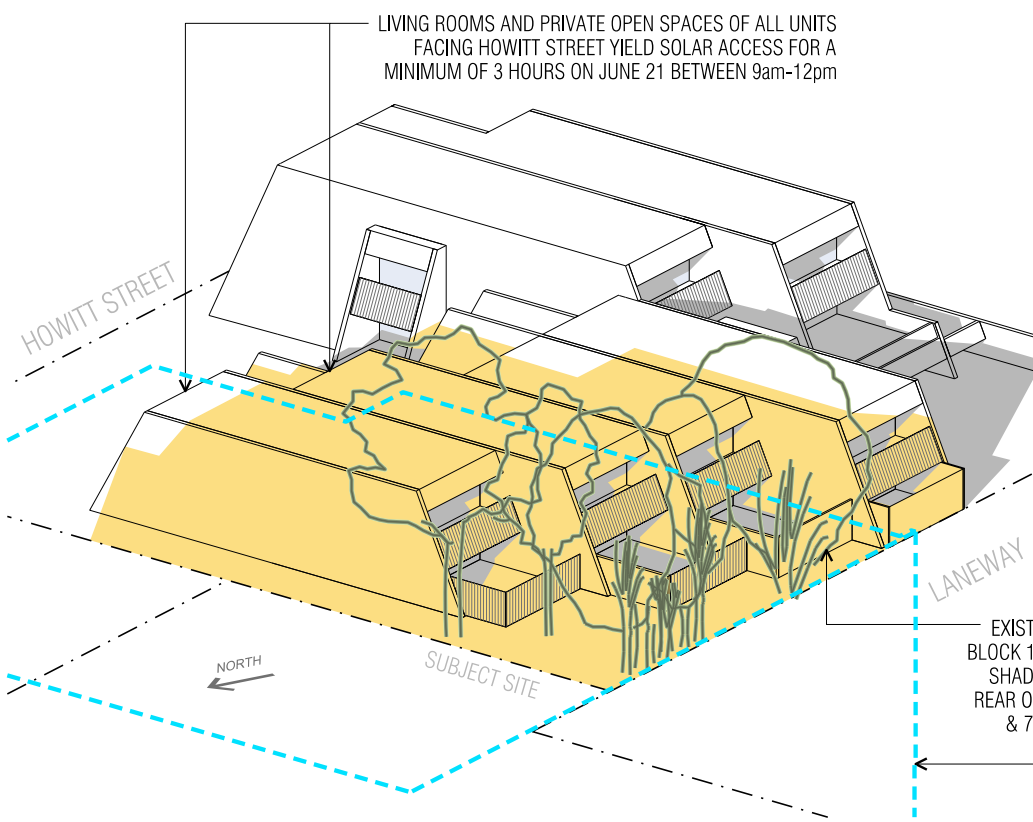 LIVING ROOMS AND PRIVATE OPEN SPACES OF ALL UNITS
FACING HOWITT STREET YIELD SOLAR ACCESS FOR A
MINIMUM OF 3 HOURS ON JUNE 21 BETWEEN 9am-12pm
HOWITT STREET
LANEWAY
EXIST
BLOCK 1
SHAD
REAR O
& 7
NORTH
SUBJECT SITE